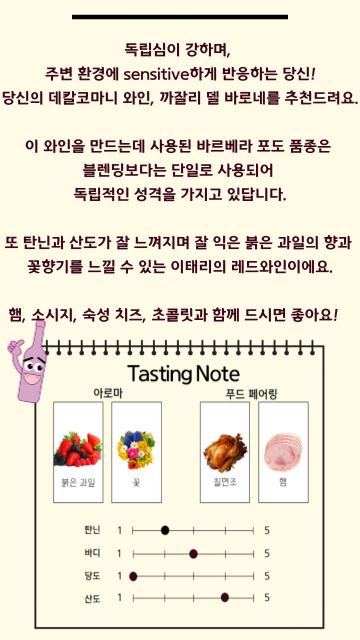 독립심이 강하며,
주변 환경에 sensitive하게 반응하는 당신!
당신의 데칼코마니 와인, 까잘리 델 바로네를 추천드려요.
이 와인을 만드는데 사용된 바르베라 포도 품종은
블렌딩보다는 단일로 사용되어
독립적인 성격을 가지고 있답니다.
또 탄닌과 산도가 잘 느껴지며 잘 익은 붉은 과일의 향과
꽃향기를 느낄 수 있는 이태리의 레드와인이에요.
햄, 소시지, 숙성 치즈, 초콜릿과 함께 드시면 좋아요!
Tasting Note
아로마 푸드 페어링
붉은 과일 꽃 칠면조 햄
탄닌 1 5
바디 1 5
당도 1 5
산도 1 5